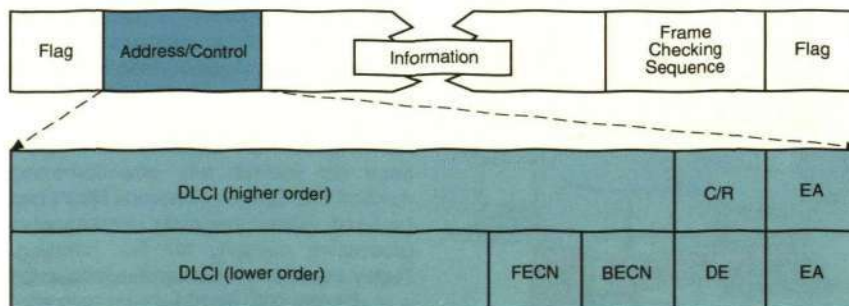 Flag
Address/Control
Information
Frame
Checking
Sequence
Flag
DLCI (higher order)
C/R
EA
DLCI (lower order)
FECN
BECN
DE
EA